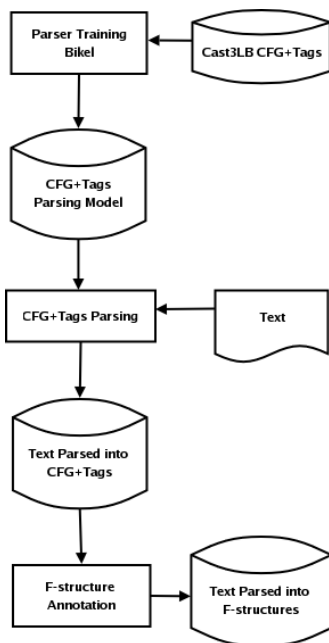 Parser Training
Bikel
Cast3LB CFG+Tags
CFG+Tags
Parsing Model
CFG+Tags Parsing
Text
Text Parsed into
CFG+Tags
F-structure
Annotation
Text Parsed into
F-structures